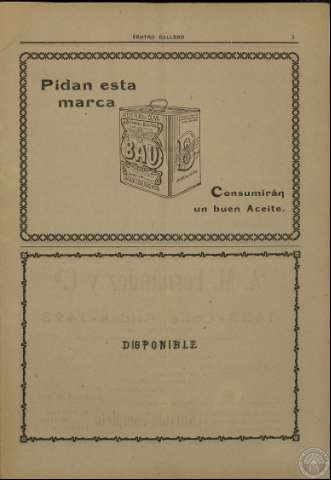 CENTRO GALLEGO
3
Pidan esta
marca
BAU
Consumirán
un buen Aceite.
DISPONIBLE